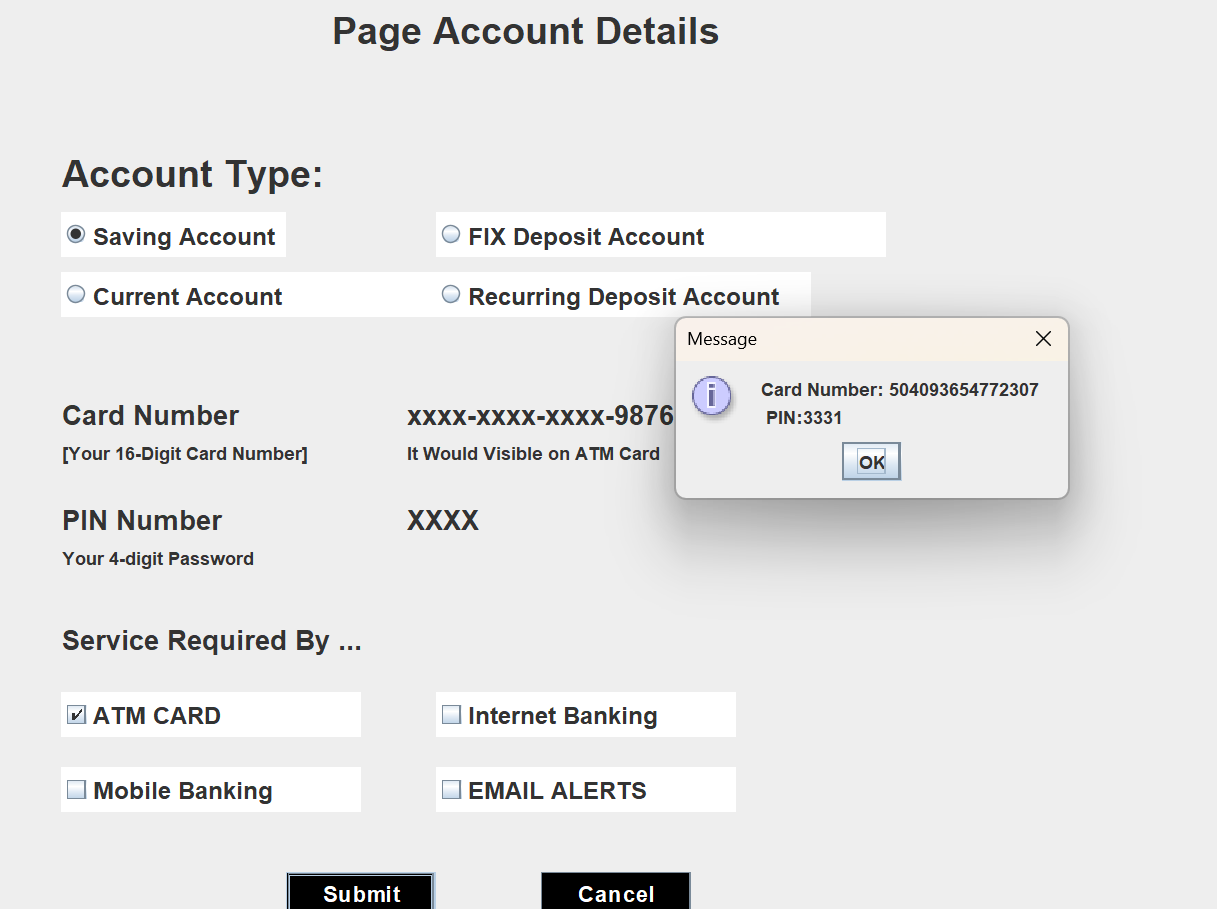 Page Account Details
Account Type:
Saving Account FIX Deposit Account
Current Account Recurring Deposit Account
Message
Card Number: 504093654772307
PIN:3331
OK
Card Number xxxx-xxxx-xxxx-9876
[Your 16-Digit Card Number] It Would Visible on ATM Card
PIN Number XXXX
Your 4-digit Password
Service Required By ...
ATM CARD Internet Banking
Mobile Banking EMAIL ALERTS
Submit Cancel